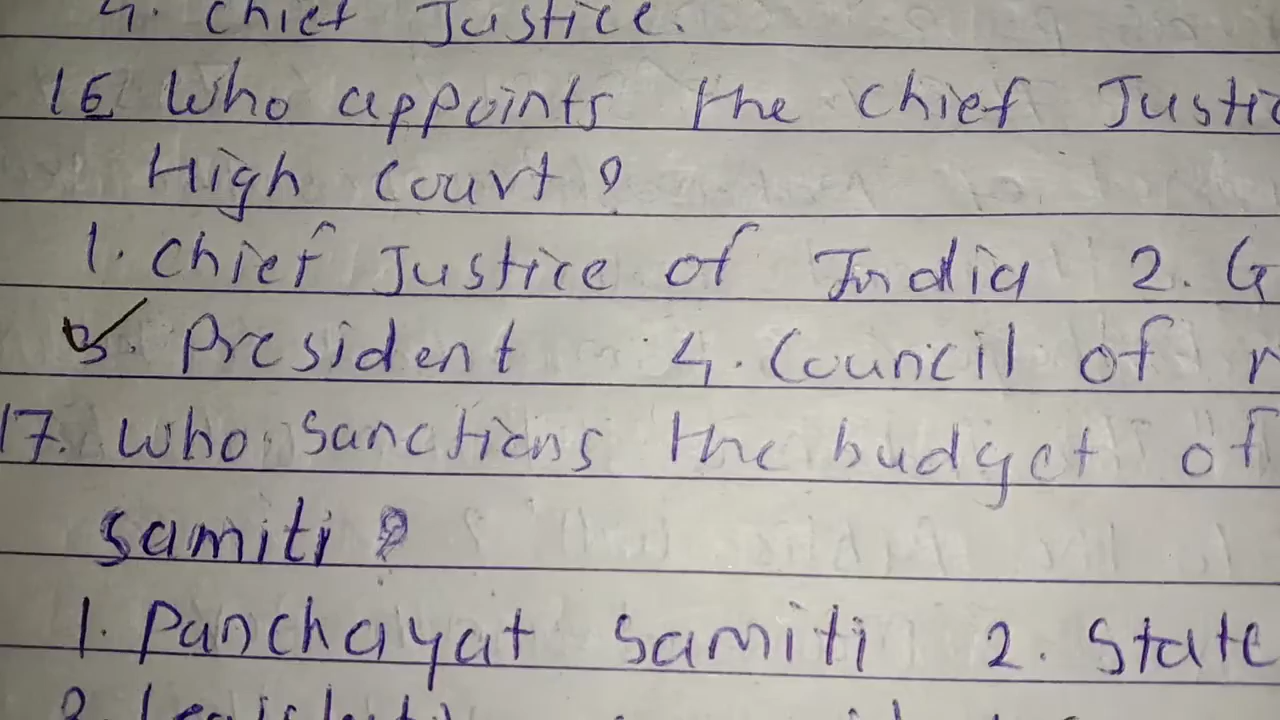 4. Chief Justice.
16 Who appoints the chief Justic
High Court ?
1. Chief Justice of India 2. G
3. President 4. Council of
17. Who sanctions the budget of
samiti ?
1. Panchayat samiti 2. State